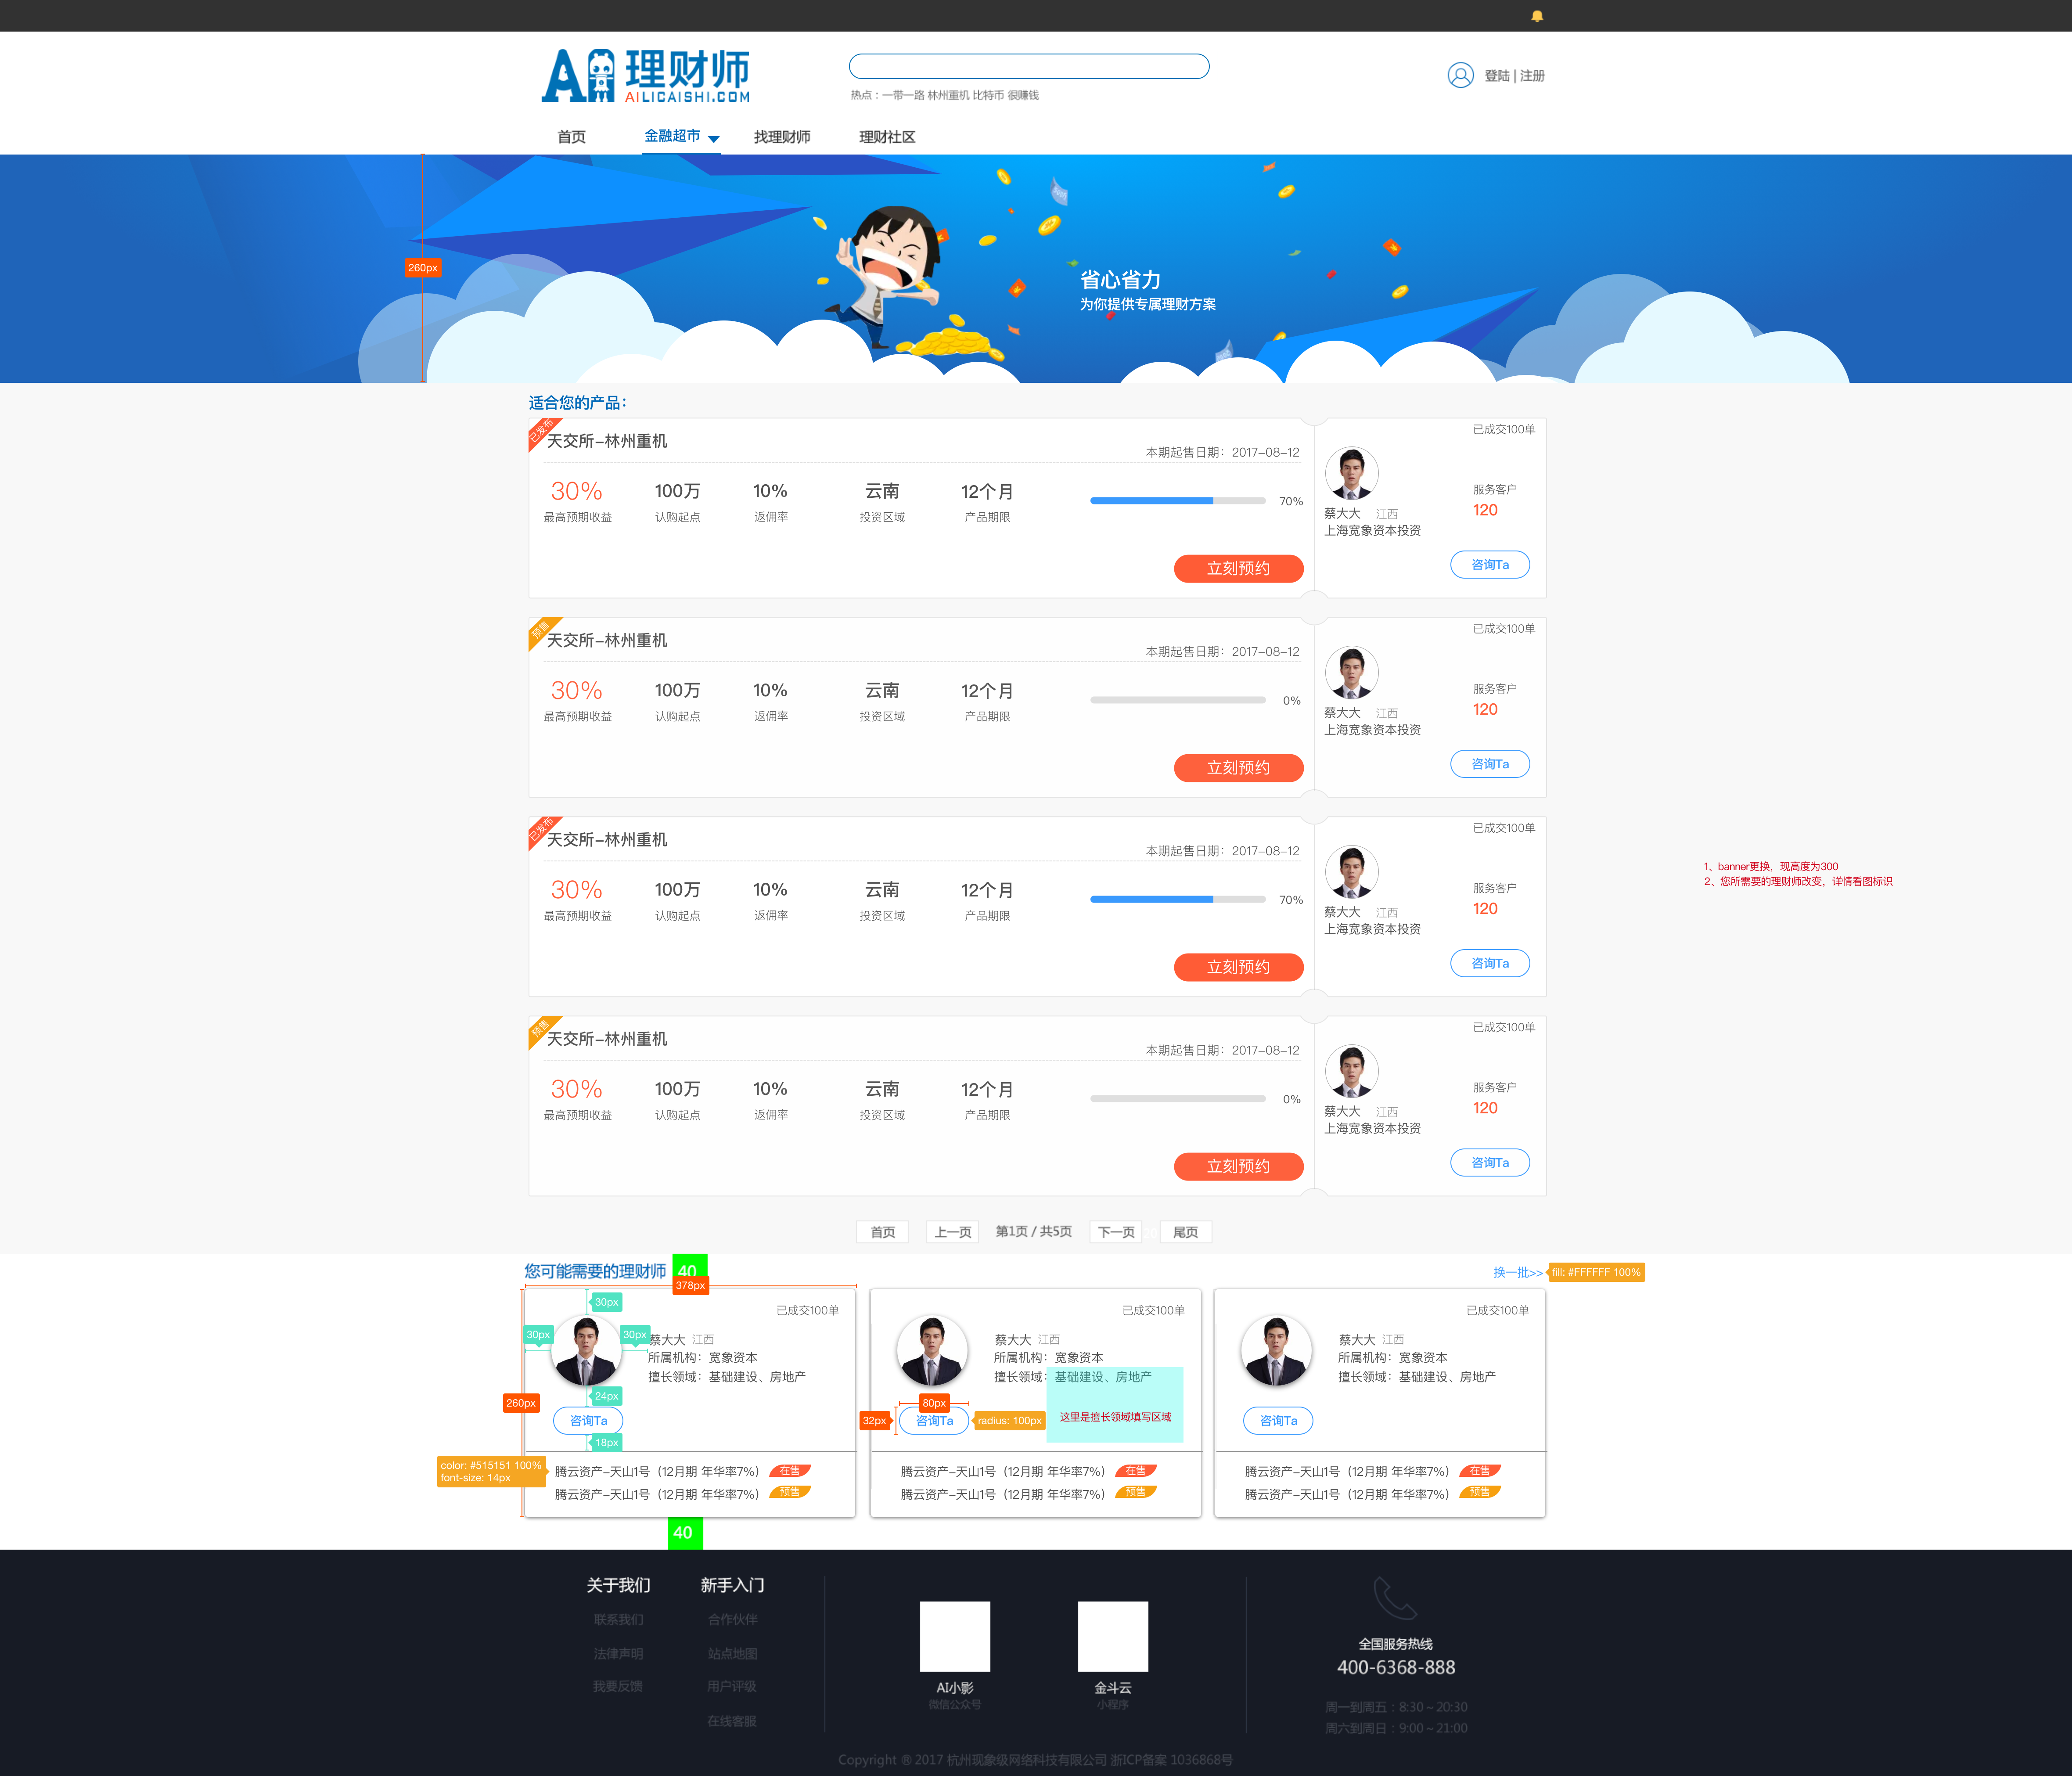 AI理财师
AILICAISHI.COM
热点：一带一路 林州重机 比特币 很赚钱
登陆 | 注册
首页
金融超市
找理财师
理财社区
260px
省心省力
为你提供专属理财方案
适合您的产品：
已发布
天交所-林州重机
本期起售日期：2017-08-12
30%
100万
10%
云南
12个月
70%
最高预期收益
认购起点
返佣率
投资区域
产品期限
立刻预约
已成交100单
服务客户
120
蔡大大 江西
上海宽象资本投资
咨询Ta
预售
天交所-林州重机
本期起售日期：2017-08-12
30%
100万
10%
云南
12个月
0%
最高预期收益
认购起点
返佣率
投资区域
产品期限
立刻预约
已成交100单
服务客户
120
蔡大大 江西
上海宽象资本投资
咨询Ta
已发布
天交所-林州重机
本期起售日期：2017-08-12
30%
100万
10%
云南
12个月
70%
最高预期收益
认购起点
返佣率
投资区域
产品期限
立刻预约
已成交100单
服务客户
120
蔡大大 江西
上海宽象资本投资
咨询Ta
1、banner更换，现高度为300
2、您所需要的理财师改变，详情看图标识
预售
天交所-林州重机
本期起售日期：2017-08-12
30%
100万
10%
云南
12个月
0%
最高预期收益
认购起点
返佣率
投资区域
产品期限
立刻预约
已成交100单
服务客户
120
蔡大大 江西
上海宽象资本投资
咨询Ta
首页
上一页
第1页 / 共5页
下一页
尾页
您可能需要的理财师
40
378px
换一批>>
fill: #FFFFFF 100%
30px
30px
30px
24px
18px
260px
color: #515151 100%
font-size: 14px
已成交100单
蔡大大 江西
所属机构：宽象资本
擅长领域：基础建设、房地产
咨询Ta
腾云资产-天山1号（12月期 年华率7%） 在售
腾云资产-天山1号（12月期 年华率7%） 预售
已成交100单
蔡大大 江西
所属机构：宽象资本
擅长领域：基础建设、房地产
80px
32px
咨询Ta
radius: 100px
这里是擅长领域填写区域
腾云资产-天山1号（12月期 年华率7%） 在售
腾云资产-天山1号（12月期 年华率7%） 预售
已成交100单
蔡大大 江西
所属机构：宽象资本
擅长领域：基础建设、房地产
咨询Ta
腾云资产-天山1号（12月期 年华率7%） 在售
腾云资产-天山1号（12月期 年华率7%） 预售
40
关于我们
联系我们
法律声明
我要反馈
新手入门
合作伙伴
站点地图
用户评级
在线客服
AI小影
微信公众号
金斗云
小程序
全国服务热线
400-6368-888
周一到周五：8:30 ~ 20:30
周六到周日：9:00 ~ 21:00
Copyright ® 2017 杭州现象级网络科技有限公司 浙ICP备案 1036868号